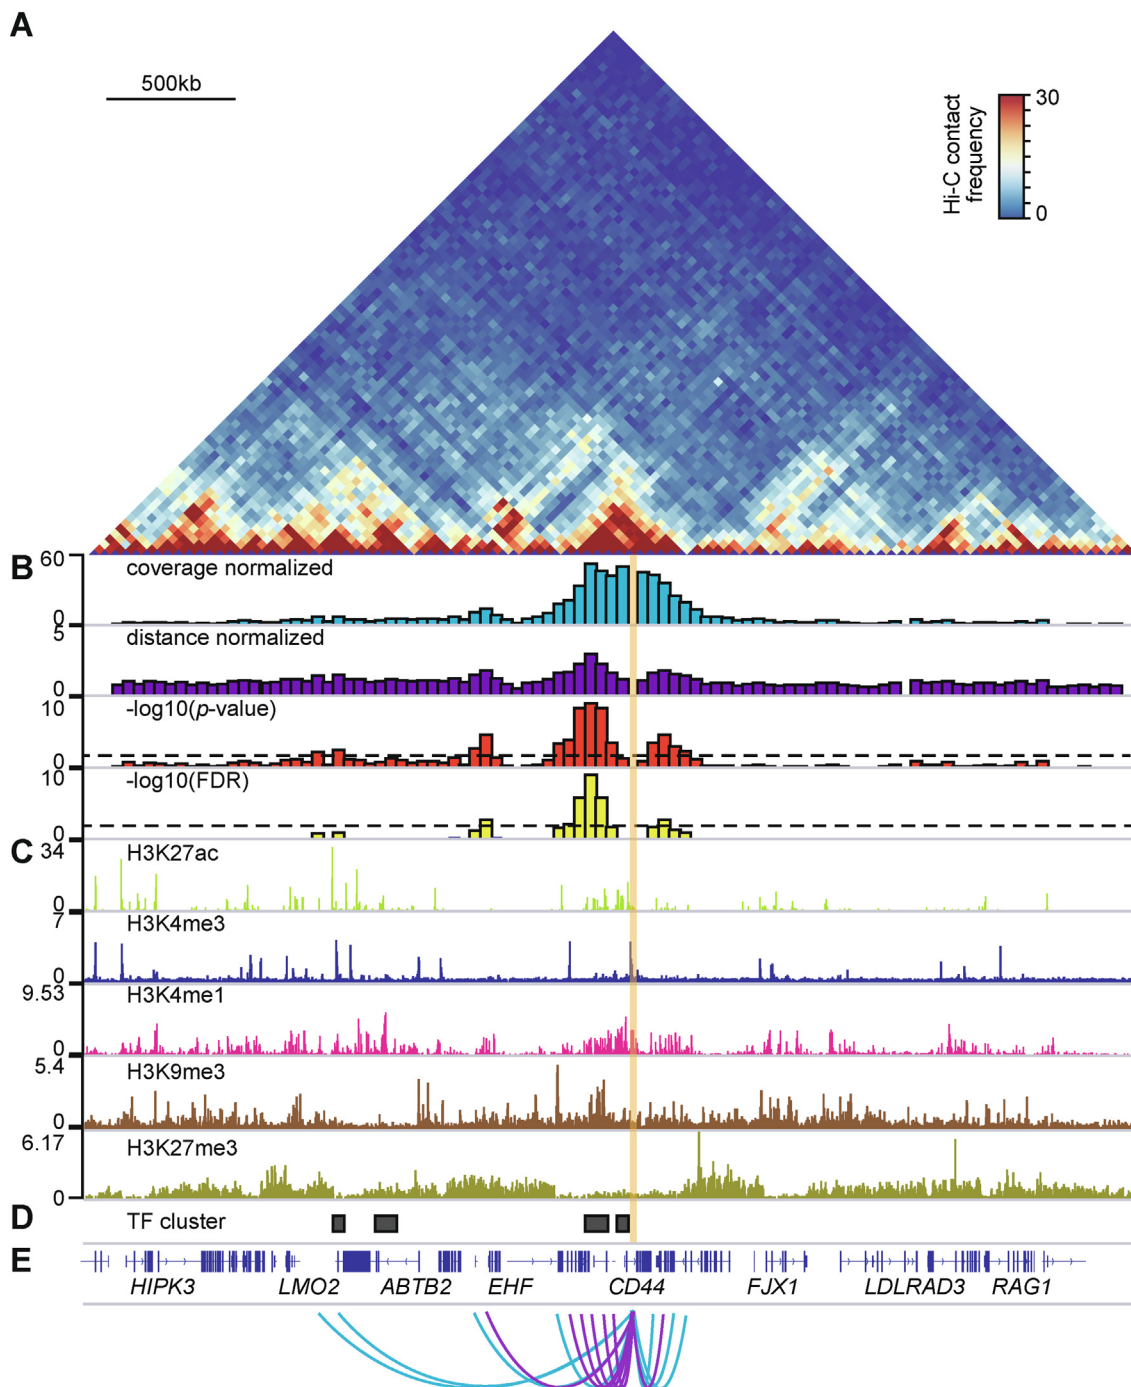 A
500kb
Hi-C contact
frequency
30
0
B
60
0
coverage normalized
5
0
distance normalized
10
0
-log10(p-value)
10
0
-log10(FDR)
C
34
0
H3K27ac
7
0
H3K4me3
9.53
0
H3K4me1
5.4
0
H3K9me3
6.17
0
H3K27me3
D
TF cluster
E
HIPK3 LMO2 ABTB2 EHF CD44 FJX1 LDLRAD3 RAG1